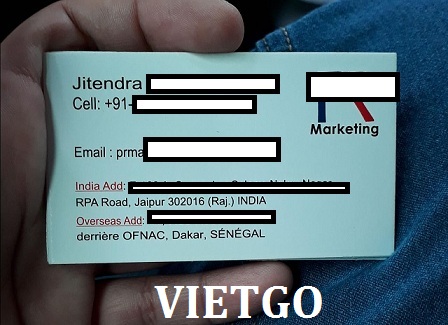 Jitendra
Cell: +91-
Marketing
Email : prma
India Add:
RPA Road, Jaipur 302016 (Raj.) INDIA
Overseas Add:
derrière OFNAC, Dakar, SÉNÉGAL
VIETGO